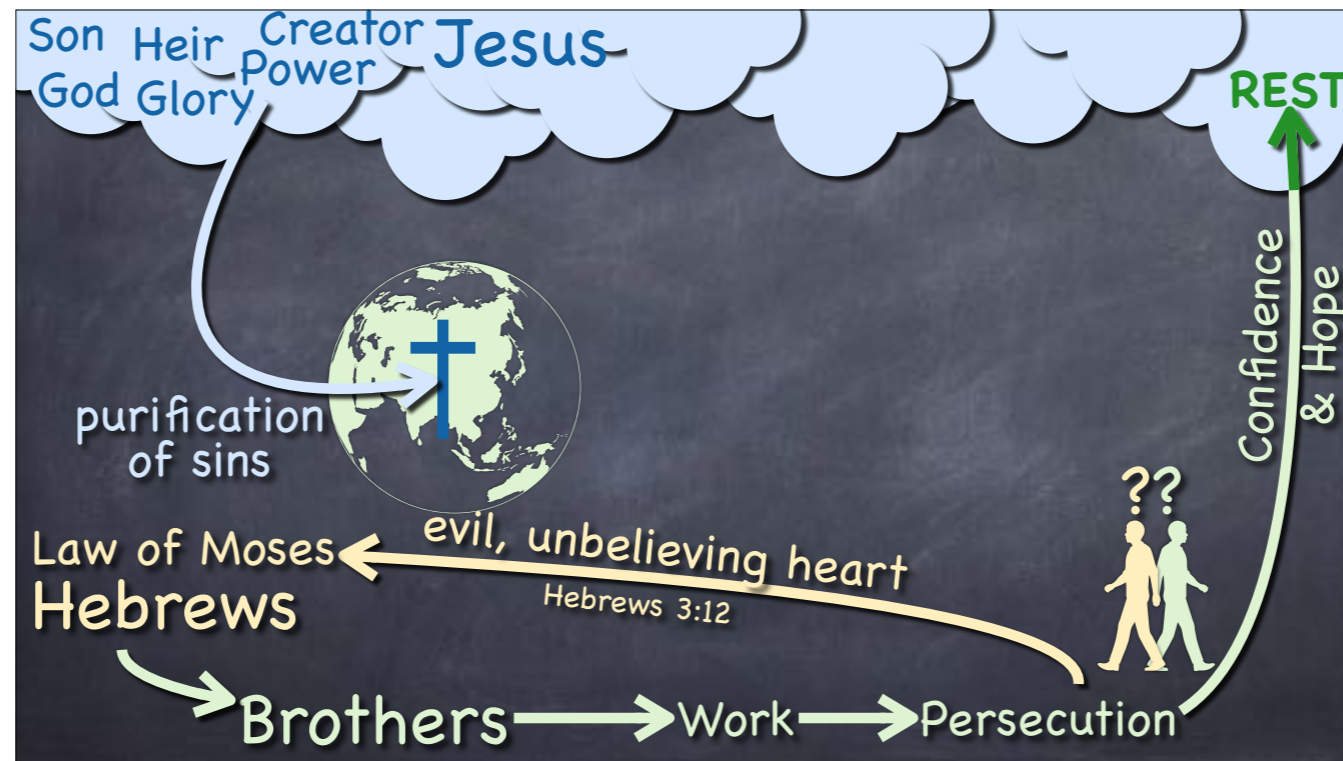 Son Heir Creator Jesus
God Glory Power
REST
Confidence
& Hope
purification
of sins
??
evil, unbelieving heart
Hebrews 3:12
Law of Moses
Hebrews
Brothers Work Persecution